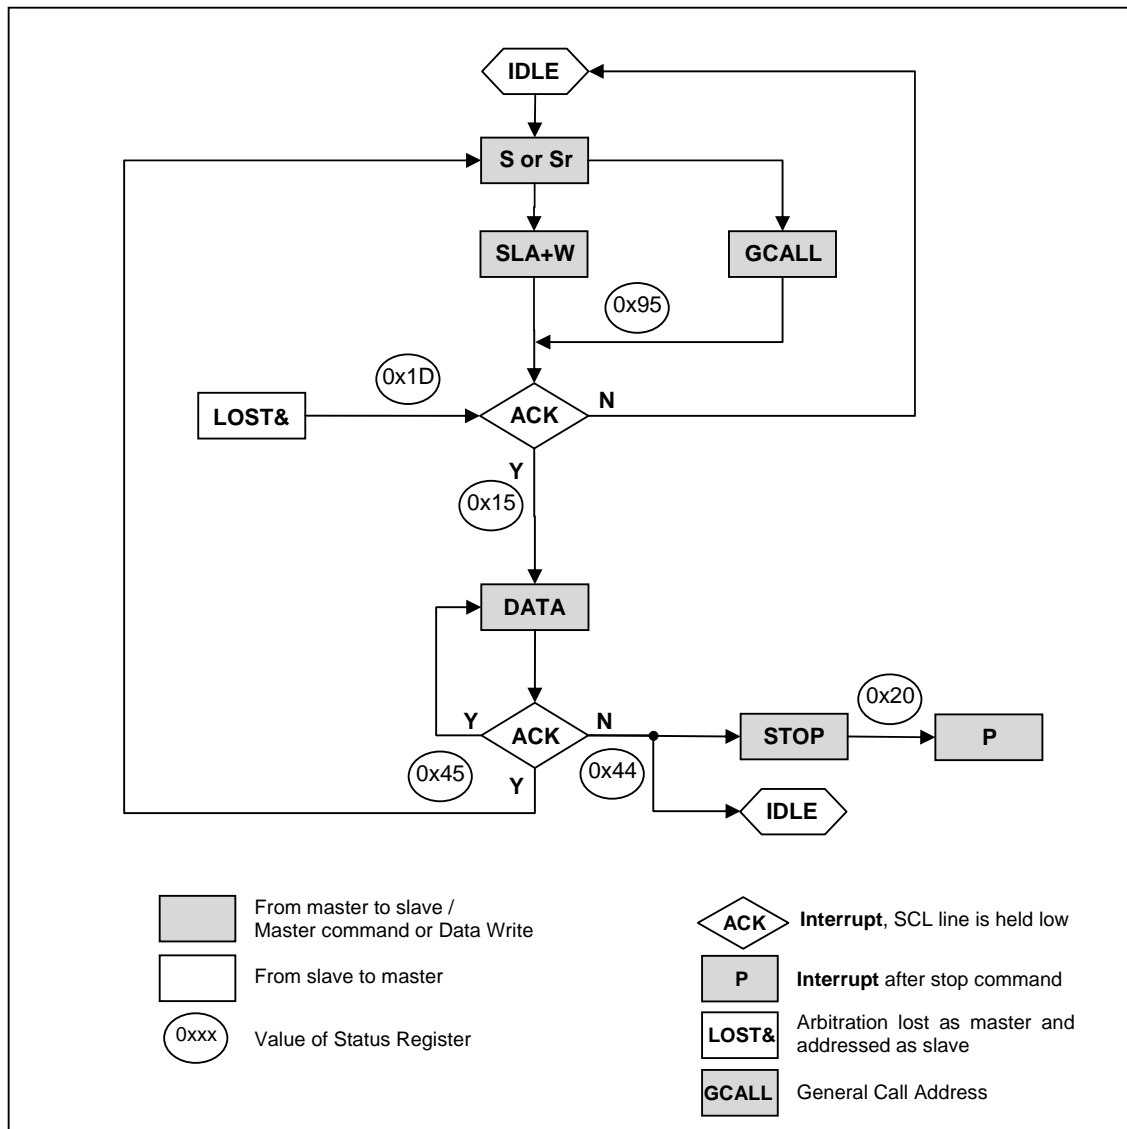 IDLE
S or Sr
SLA+W
GCALL
0x95
0x1D
LOST&
ACK
N
Y
0x15
DATA
Y
ACK
N
0x20
STOP
P
0x45
Y
0x44
IDLE
From master to slave /
Master command or Data Write
From slave to master
0xxx
Value of Status Register
ACK
Interrupt, SCL line is held low
P
Interrupt after stop command
LOST&
Arbitration lost as master and
addressed as slave
GCALL
General Call Address